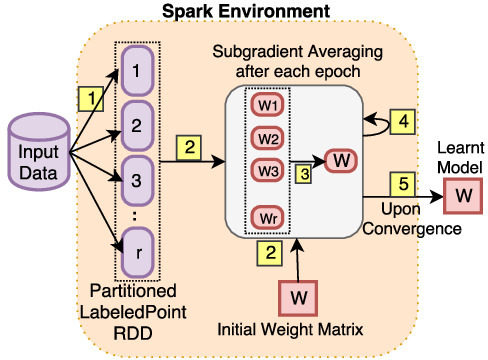 Spark Environment
Subgradient Averaging
after each epoch
1
1
2
3
:
r
Input
Data
2
W1
W2
W3
Wr
3
W
4
5
Upon
Convergence
Learnt
Model
W
2
W
Initial Weight Matrix
Partitioned
LabeledPoint
RDD